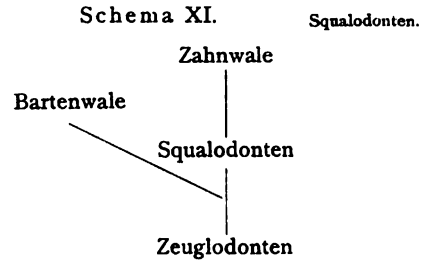 Schema XI.
Squalodonten.
Zahnwale
Bartenwale
Squalodonten
Zeuglodonten